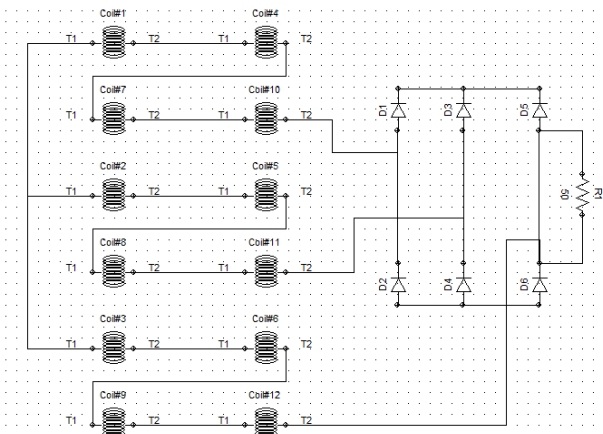 Coil#1 Coil#4
T1 T2 T1 T2
Coil#7 Coil#10
T1 T2 T1 T2
D1 D3 D5
Coil#2 Coil#5
T1 T2 T1 T2
50 R1
Coil#8 Coil#11
T1 T2 T1 T2
D2 D4 D6
Coil#3 Coil#6
T1 T2 T1 T2
Coil#9 Coil#12
T1 T2 T1 T2